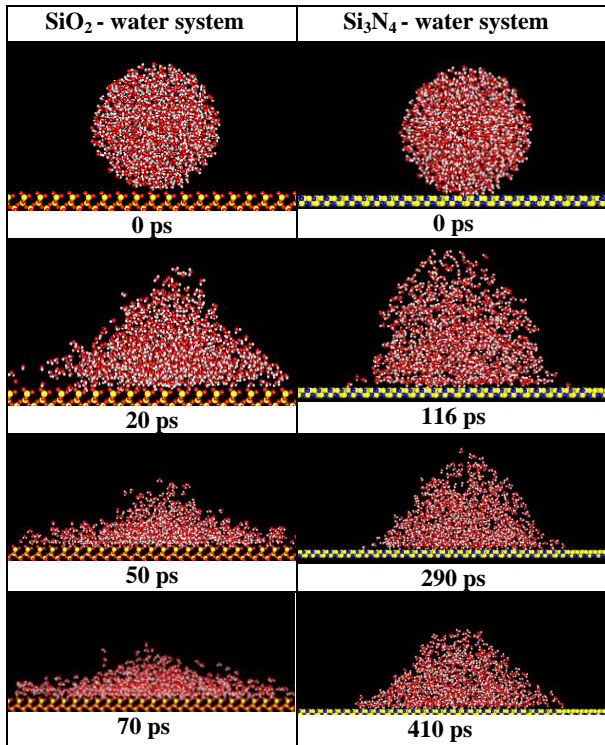 SiO₂ - water system
Si₃N₄ - water system
0 ps
0 ps
20 ps
116 ps
50 ps
290 ps
70 ps
410 ps